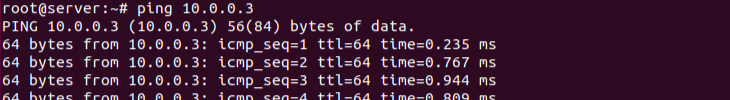 root@server:~# ping 10.0.0.3
PING 10.0.0.3 (10.0.0.3) 56(84) bytes of data.
64 bytes from 10.0.0.3: icmp_seq=1 ttl=64 time=0.235 ms
64 bytes from 10.0.0.3: icmp_seq=2 ttl=64 time=0.767 ms
64 bytes from 10.0.0.3: icmp_seq=3 ttl=64 time=0.944 ms
64 bytes from 10.0.0.3: icmp_seq=4 ttl=64 time=0.809 ms